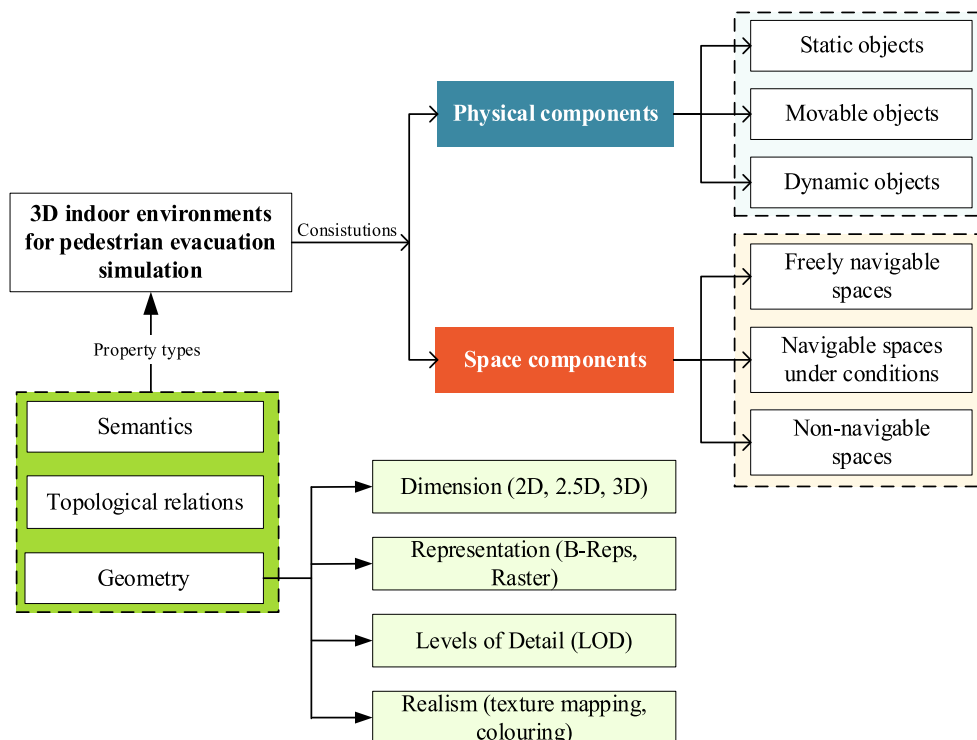 Static objects
Physical components
Movable objects
Dynamic objects
3D indoor environments
for pedestrian evacuation
simulation
Consistutions
Freely navigable
spaces
Property types
Space components
Navigable spaces
under conditions
Semantics
Non-navigable
spaces
Topological relations
Dimension (2D, 2.5D, 3D)
Geometry
Representation (B-Reps,
Raster)
Levels of Detail (LOD)
Realism (texture mapping,
colouring)